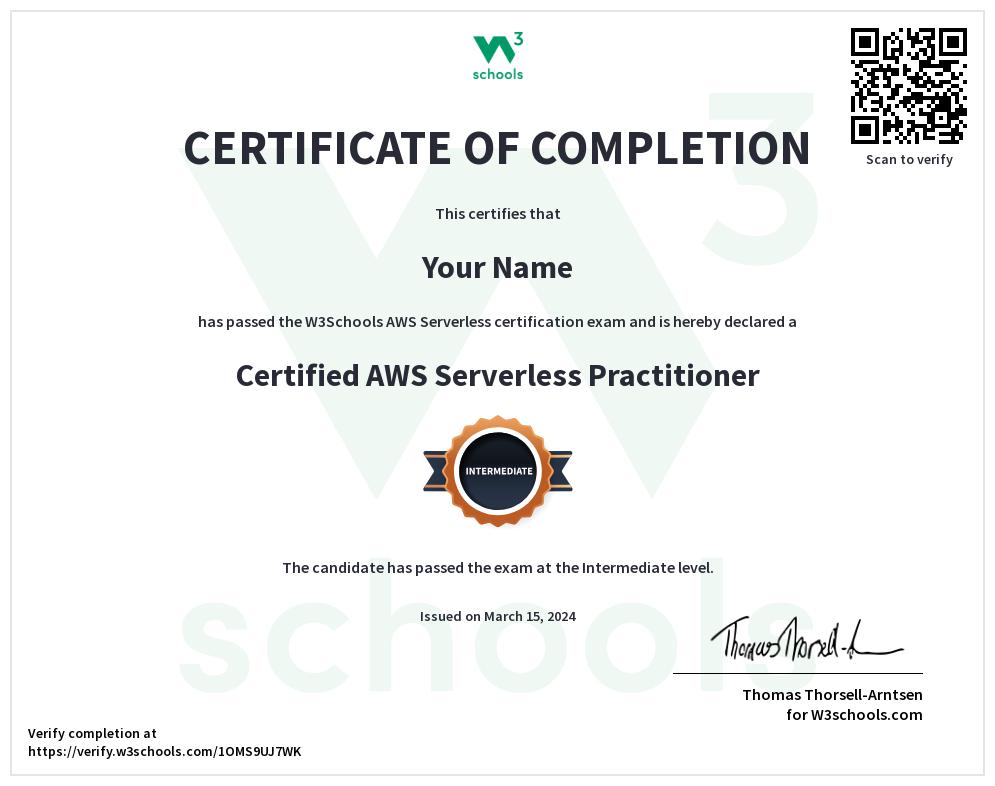 3
schools
Scan to verify
CERTIFICATE OF COMPLETION
This certifies that
Your Name
has passed the W3Schools AWS Serverless certification exam and is hereby declared a
Certified AWS Serverless Practitioner
INTERMEDIATE
The candidate has passed the exam at the Intermediate level.
Issued on March 15, 2024
Thomas Thorsell-A
Thomas Thorsell-Arntsen
for W3schools.com
Verify completion at
https://verify.w3schools.com/1OMS9UJ7WK
3
schools